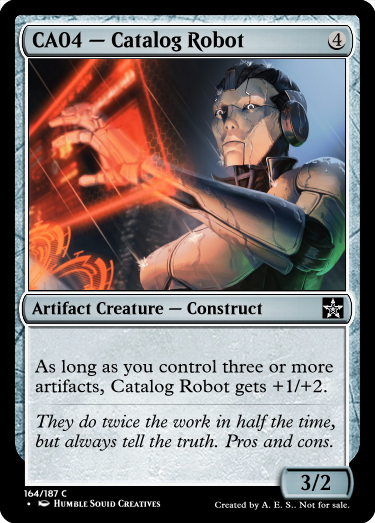 CA04 — Catalog Robot 4
Artifact Creature — Construct
As long as you control three or more
artifacts, Catalog Robot gets +1/+2.
They do twice the work in half the time,
but always tell the truth. Pros and cons.
3/2
164/187 C
• Humble Squid Creatives
Created by A. E. S.. Not for sale.